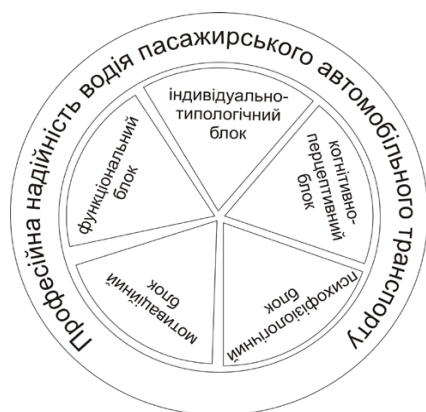 Професійна надійність водія пасажирського автомобільного транспорту
індивідуально-
типологічний
блок
когнітивно-
перцептивний
блок
психофізіологічний
блок
мотиваційний
блок
функціональний
блок